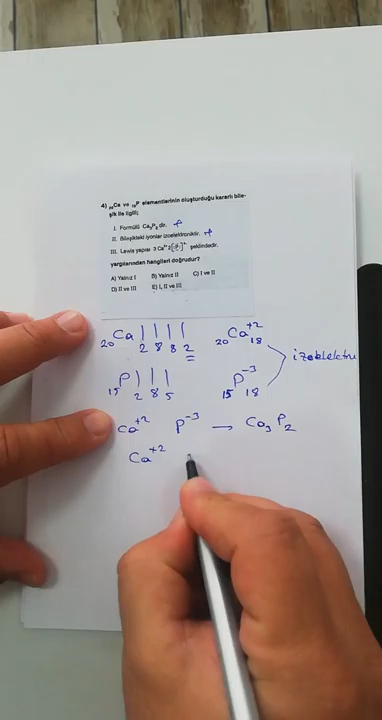 4) ₂₀Ca ve ₁₅P elementlerinin oluşturduğu kararlı bile-
şik ile ilgili;
I. Formülü Ca₃P₂ dir. +
II. Bileşikteki iyonlar izoelektroniktir. +
III. Lewis yapısı 3 Ca²⁺ 2[:P:]³⁻ şeklindedir.
yargılarından hangileri doğrudur?
A) Yalnız I B) Yalnız II C) I ve II
D) II ve III E) I, II ve III
₂₀Ca ) ) ) ) 2 8 8 2 ₂₀Ca⁺² 18
izoelektro
₁₅P ) ) ) 2 8 5 ₁₅P⁻³ 18
Ca⁺² P⁻³ → Ca₃P₂
Ca⁺²